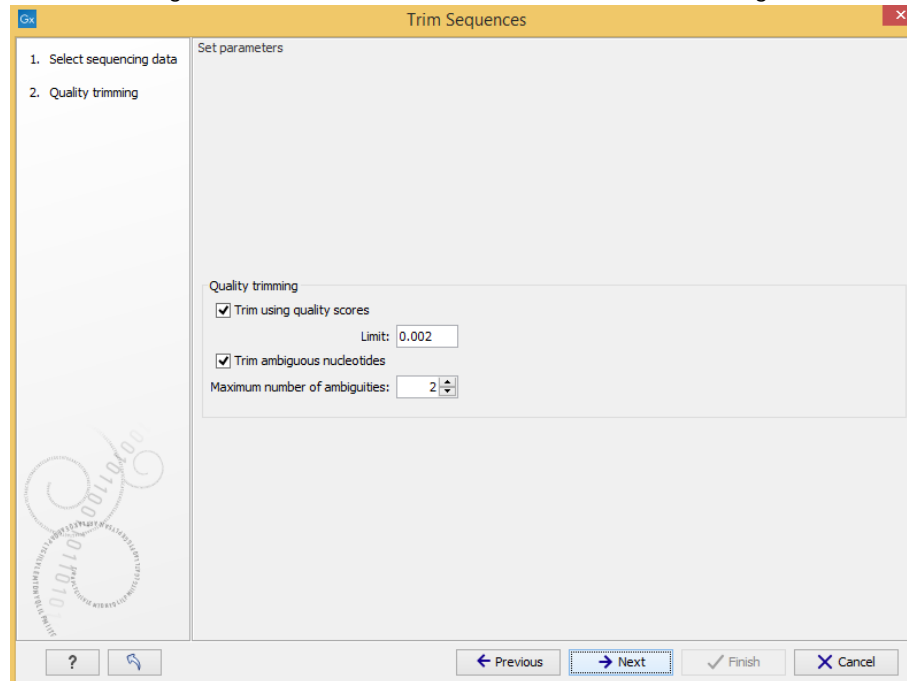 Gx
Trim Sequences
1. Select sequencing data
2. Quality trimming
Set parameters
Quality trimming
Trim using quality scores
Limit: 0.002
Trim ambiguous nucleotides
Maximum number of ambiguities: 2
?
Previous
Next
Finish
Cancel